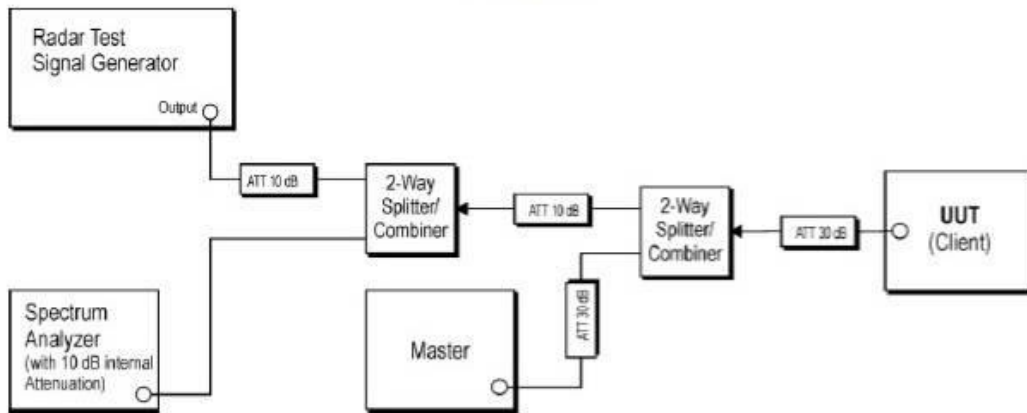 Radar Test
Signal Generator
Output
ATT 10 dB
2-Way
Splitter/
Combiner
ATT 10 dB
2-Way
Splitter/
Combiner
ATT 30 dB
UUT
(Client)
Spectrum
Analyzer
(with 10 dB internal
Attenuation)
Master
ATT 30 dB